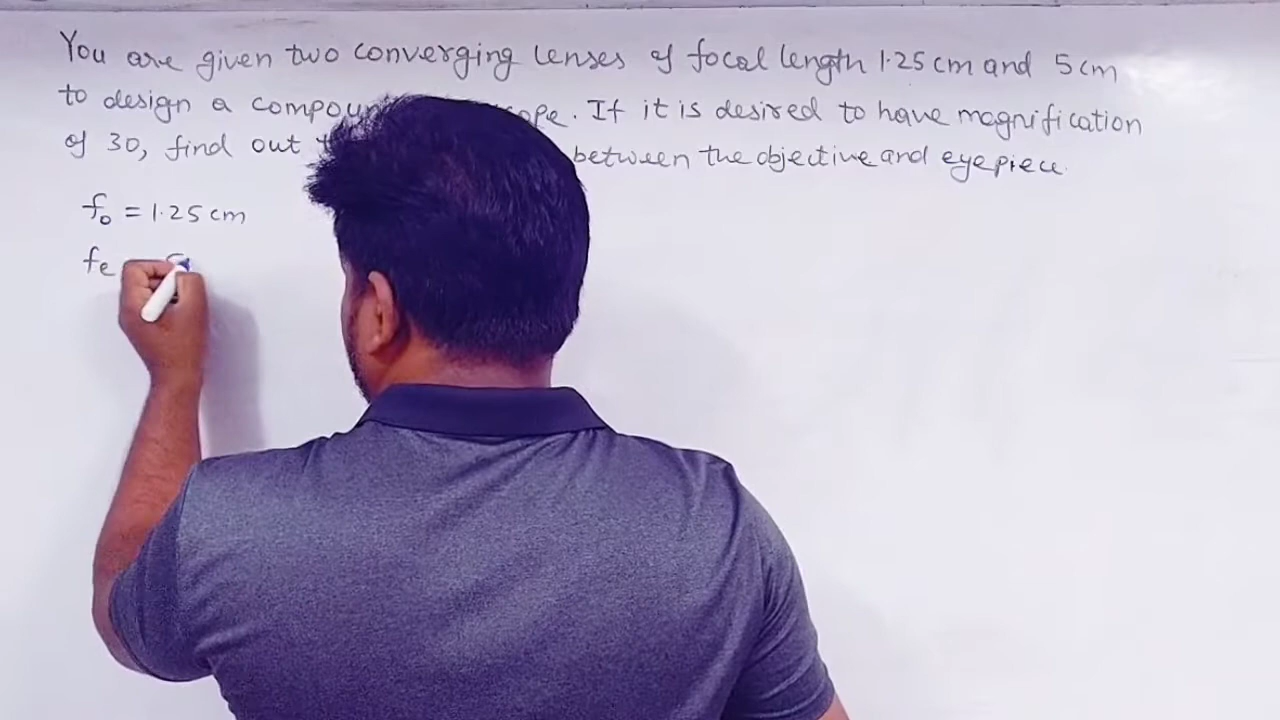 You are given two converging lenses of focal length 1.25 cm and 5 cm
to design a compou ope. If it is desired to have magnification
of 30, find out t between the objective and eyepiece.
fo = 1.25 cm
fe